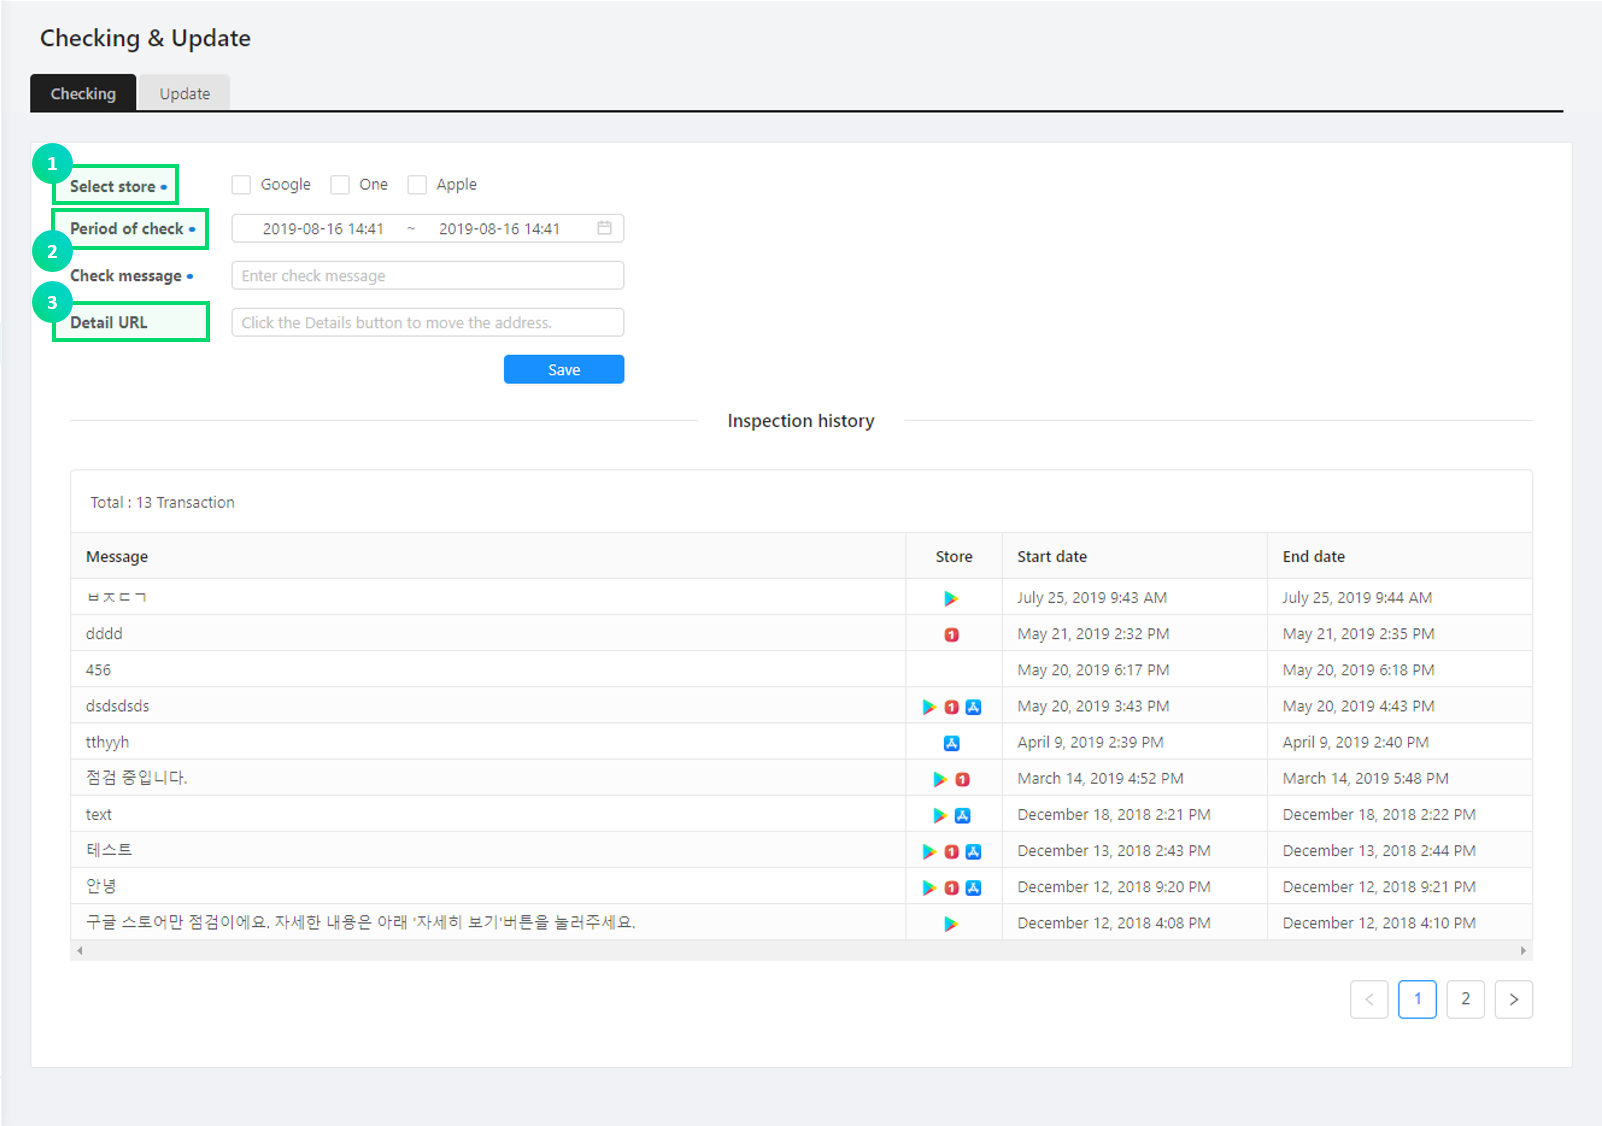 Checking & Update
Checking Update
1
Select store Google One Apple
Period of check 2019-08-16 14:41 ~ 2019-08-16 14:41
2
Check message Enter check message
3
Detail URL Click the Details button to move the address.
Save
Inspection history
Total : 13 Transaction
Message Store Start date End date
ㅂㅈㄷㄱ July 25, 2019 9:43 AM July 25, 2019 9:44 AM
dddd 1 May 21, 2019 2:32 PM May 21, 2019 2:35 PM
456 May 20, 2019 6:17 PM May 20, 2019 6:18 PM
dsdsdsds 1 May 20, 2019 3:43 PM May 20, 2019 4:43 PM
tthyyh April 9, 2019 2:39 PM April 9, 2019 2:40 PM
점검 중입니다. 1 March 14, 2019 4:52 PM March 14, 2019 5:48 PM
text December 18, 2018 2:21 PM December 18, 2018 2:22 PM
테스트 1 December 13, 2018 2:43 PM December 13, 2018 2:44 PM
안녕 1 December 12, 2018 9:20 PM December 12, 2018 9:21 PM
구글 스토어만 점검이에요. 자세한 내용은 아래 '자세히 보기'버튼을 눌러주세요. December 12, 2018 4:08 PM December 12, 2018 4:10 PM
< 1 2 >